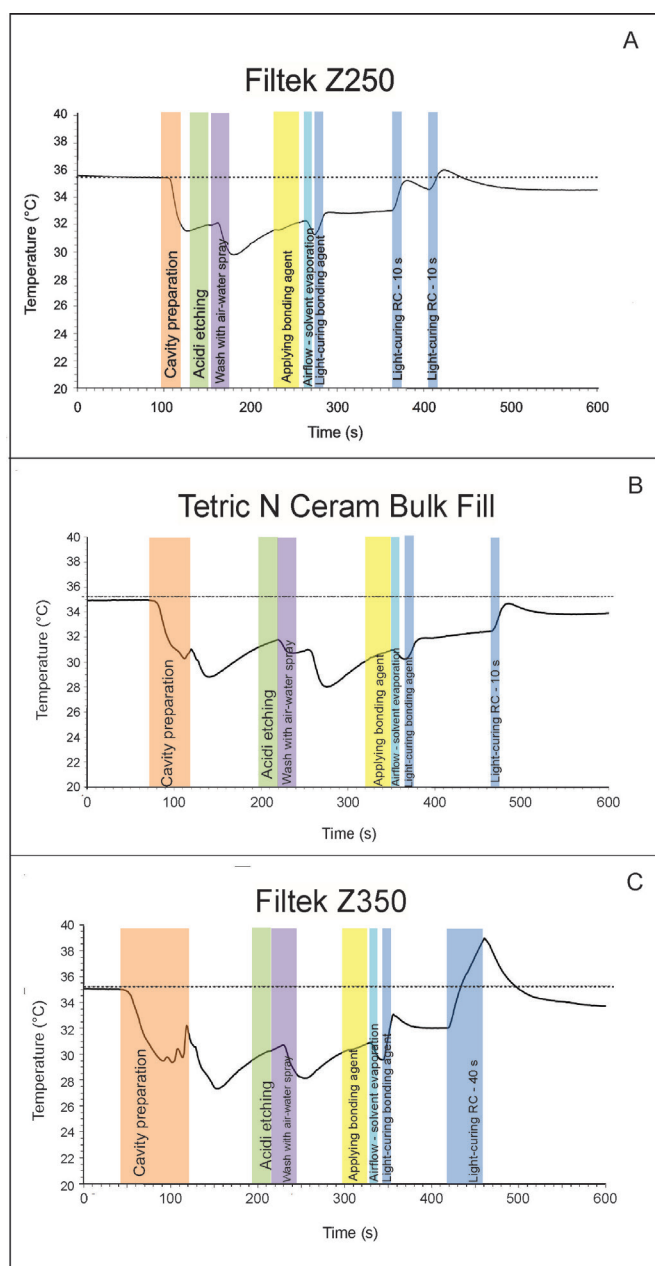 A
Filtek Z250
Temperature (°C)
40
38
36
34
32
30
28
26
24
22
20
Cavity preparation
Acidi etching
Wash with air-water spray
Applying bonding agent
Airflow - solvent evaporation
Light-curing bonding agent
Light-curing RC - 10 s
Light-curing RC - 10 s
0 100 200 300 400 500 600
Time (s)
B
Tetric N Ceram Bulk Fill
Temperature (°C)
40
38
36
34
32
30
28
26
24
22
20
Cavity preparation
Acidi etching
Wash with air-water spray
Applying bonding agent
Airflow - solvent evaporation
Light-curing bonding agent
Light-curing RC - 10 s
0 100 200 300 400 500 600
Time (s)
C
Filtek Z350
Temperature (°C)
40
38
36
34
32
30
28
26
24
22
20
Cavity preparation
Acidi etching
Wash with air-water spray
Applying bonding agent
Airflow - solvent evaporation
Light-curing bonding agent
Light-curing RC - 40 s
0 100 200 300 400 500 600
Time (s)